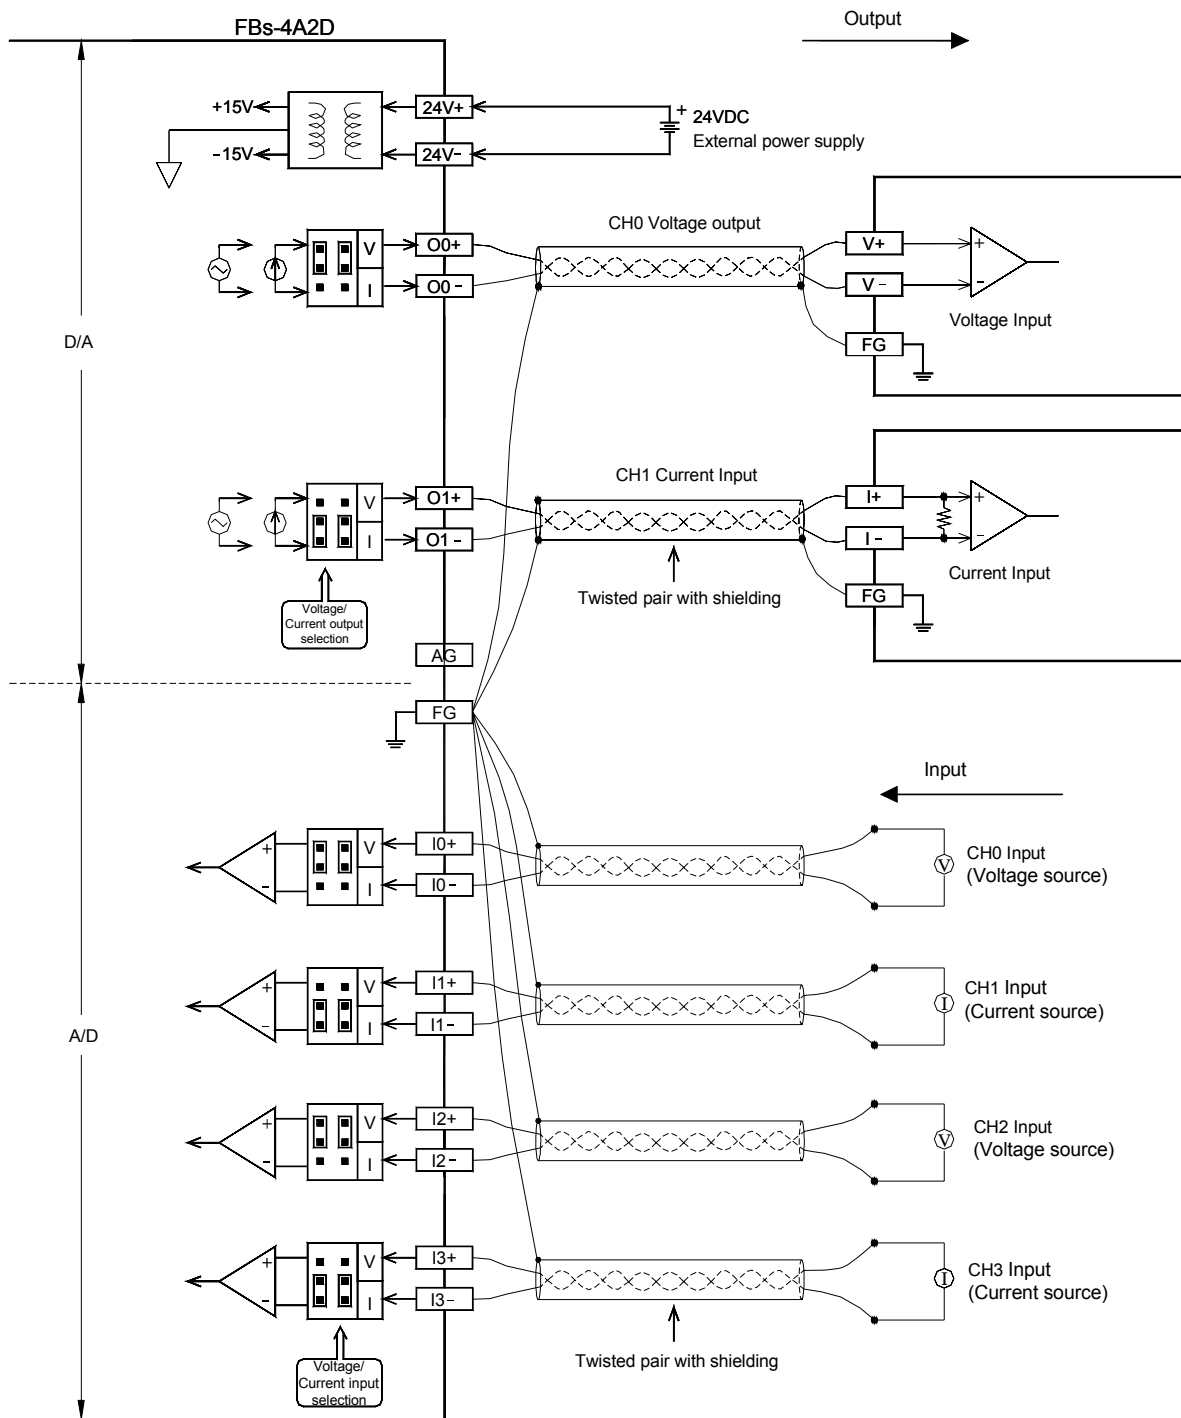 FBs-4A2D
Output
+15V
24V+
+
24VDC
External power supply
−15V
24V−
CH0 Voltage output
V
O0+
V+
+
I
O0−
V−
−
Voltage Input
FG
D/A
CH1 Current Input
V
O1+
I+
+
I
O1−
I−
−
Current Input
Twisted pair with shielding
FG
Voltage/
Current output
selection
AG
FG
Input
+
V
I0+
CH0 Input
V
(Voltage source)
−
I
I0−
+
V
I1+
CH1 Input
I
(Current source)
−
I
I1−
A/D
+
V
I2+
CH2 Input
V
(Voltage source)
−
I
I2−
+
V
I3+
CH3 Input
I
(Current source)
−
I
I3−
Twisted pair with shielding
Voltage/
Current input
selection